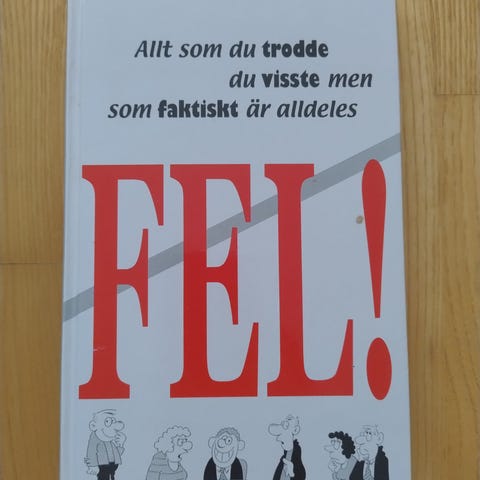 Allt som du trodde
du visste men
som faktiskt är alldeles
FEL!